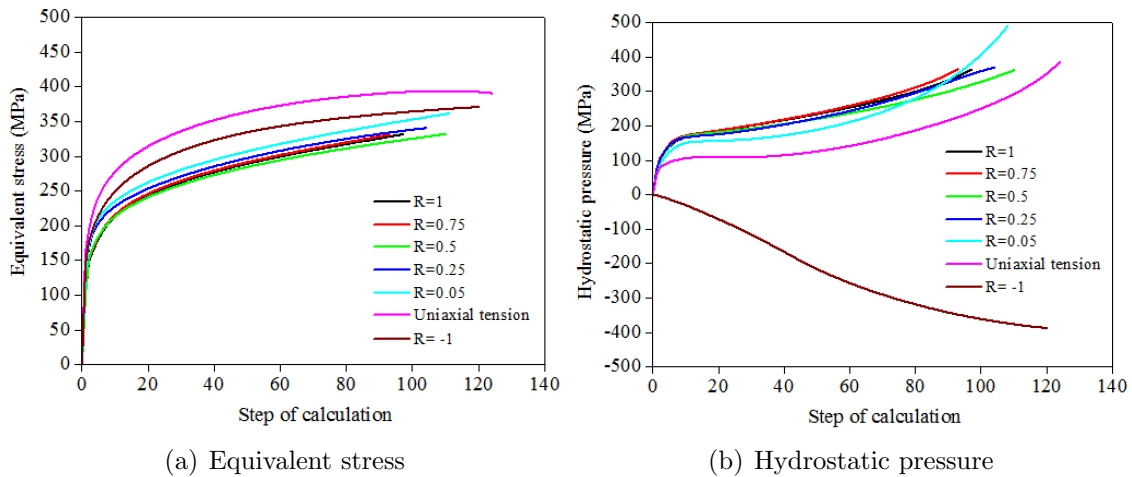 500
450
400
350
300
250
200
150
100
50
0
Equivalent stress (MPa)
R=1
R=0.75
R=0.5
R=0.25
R=0.05
Uniaxial tension
R= -1
0 20 40 60 80 100 120 140
Step of calculation
(a) Equivalent stress
500
400
300
200
100
0
-100
-200
-300
-400
-500
Hydrostatic pressure (MPa)
R=1
R=0.75
R=0.5
R=0.25
R=0.05
Uniaxial tension
R= -1
0 20 40 60 80 100 120 140
Step of calculation
(b) Hydrostatic pressure